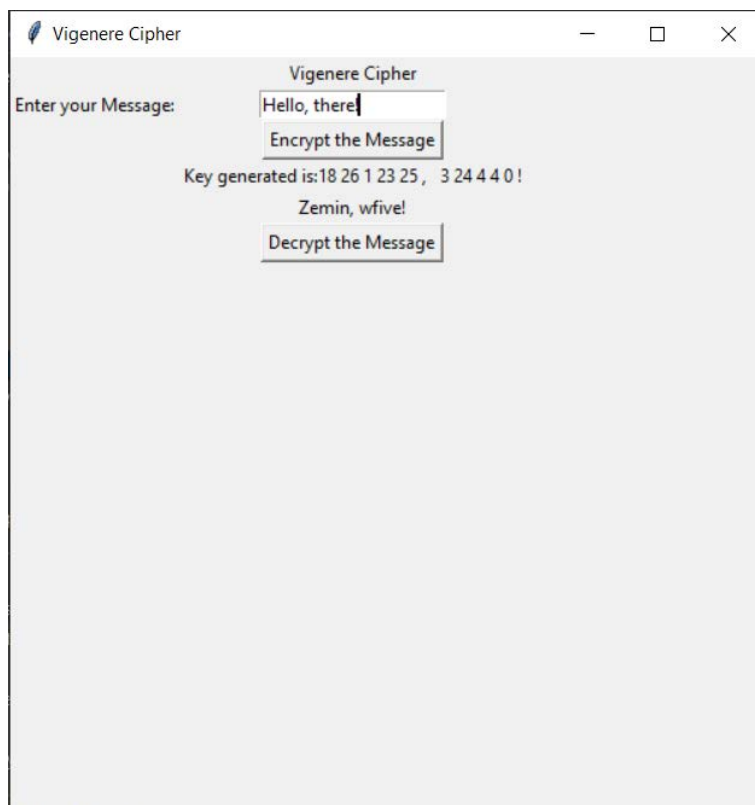 Vigenere Cipher
Vigenere Cipher
Enter your Message: Hello, there!
Encrypt the Message
Key generated is:18 26 1 23 25 ,   3 24 4 4 0 !
Zemin, wfive!
Decrypt the Message